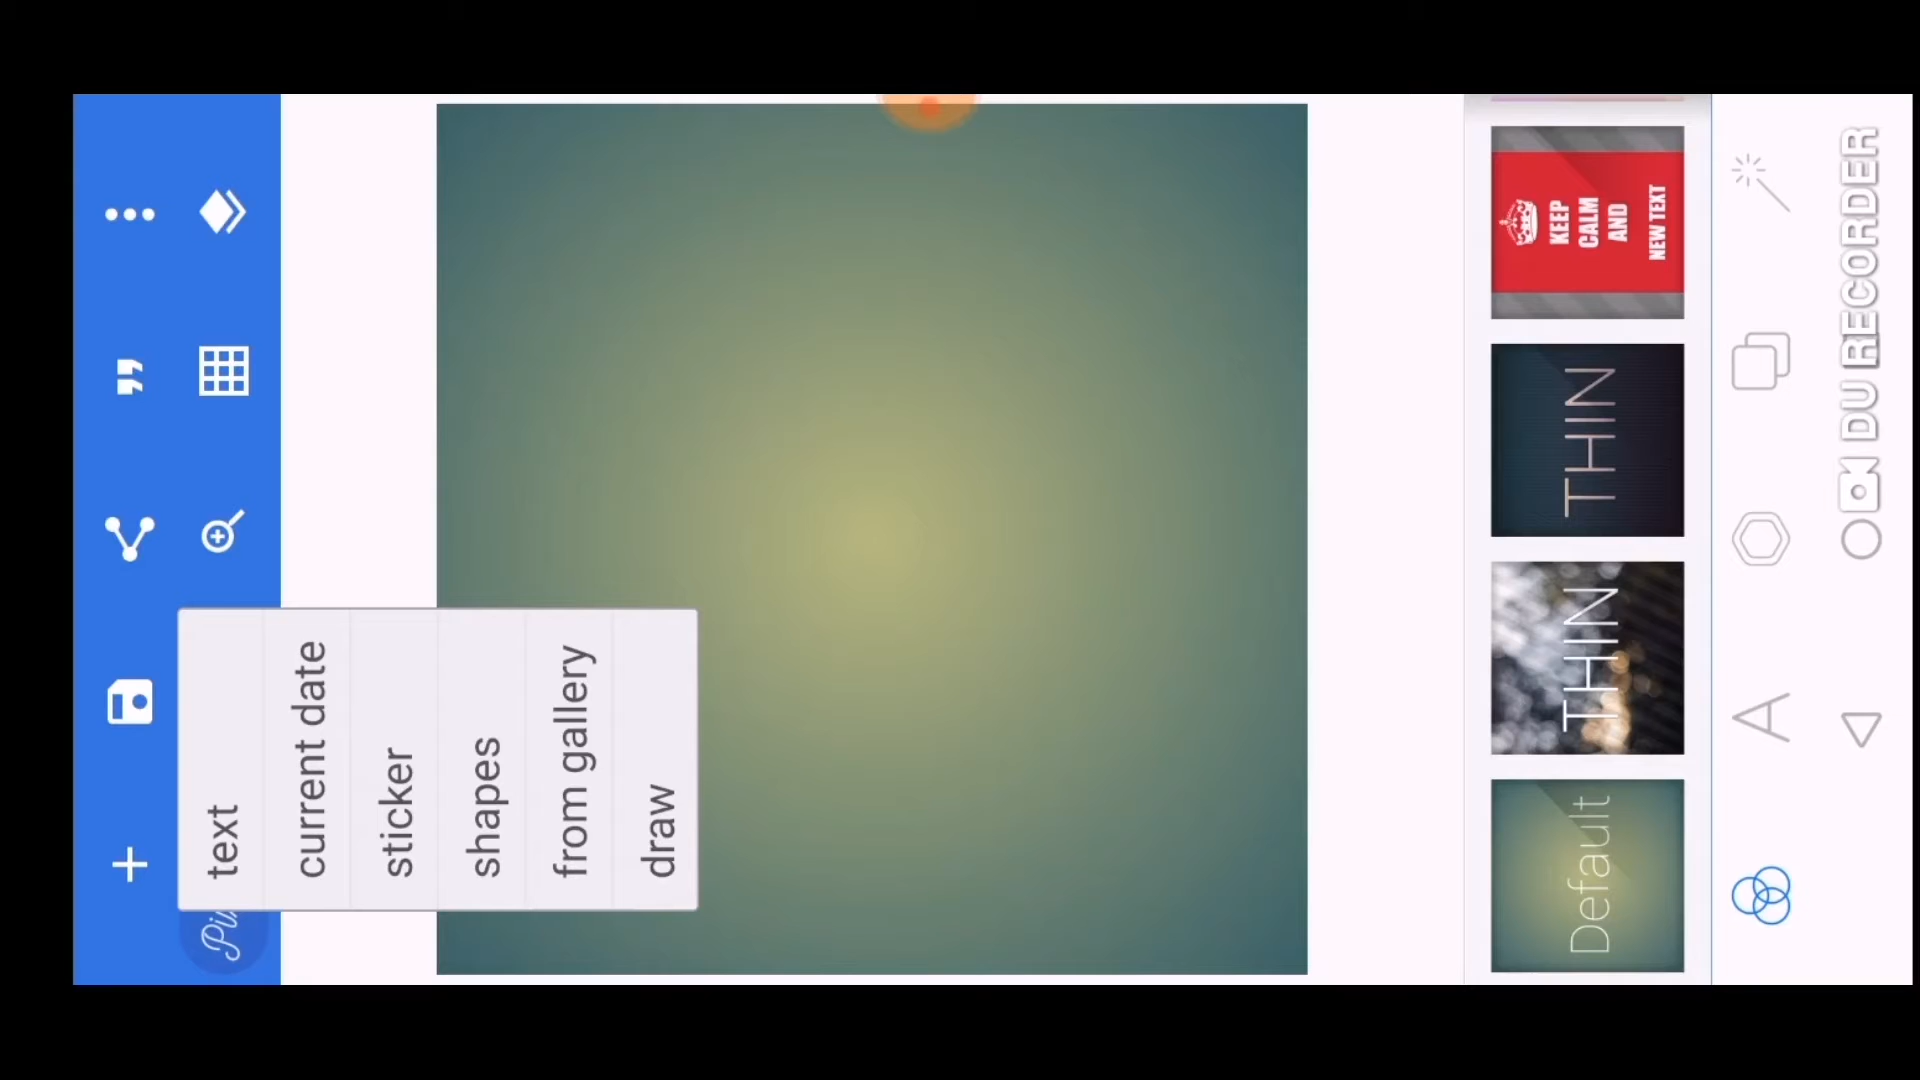 text
current date
sticker
shapes
from gallery
draw
Default
THIN
THIN
KEEP
CALM
AND
NEW TEXT
DU RECORDER